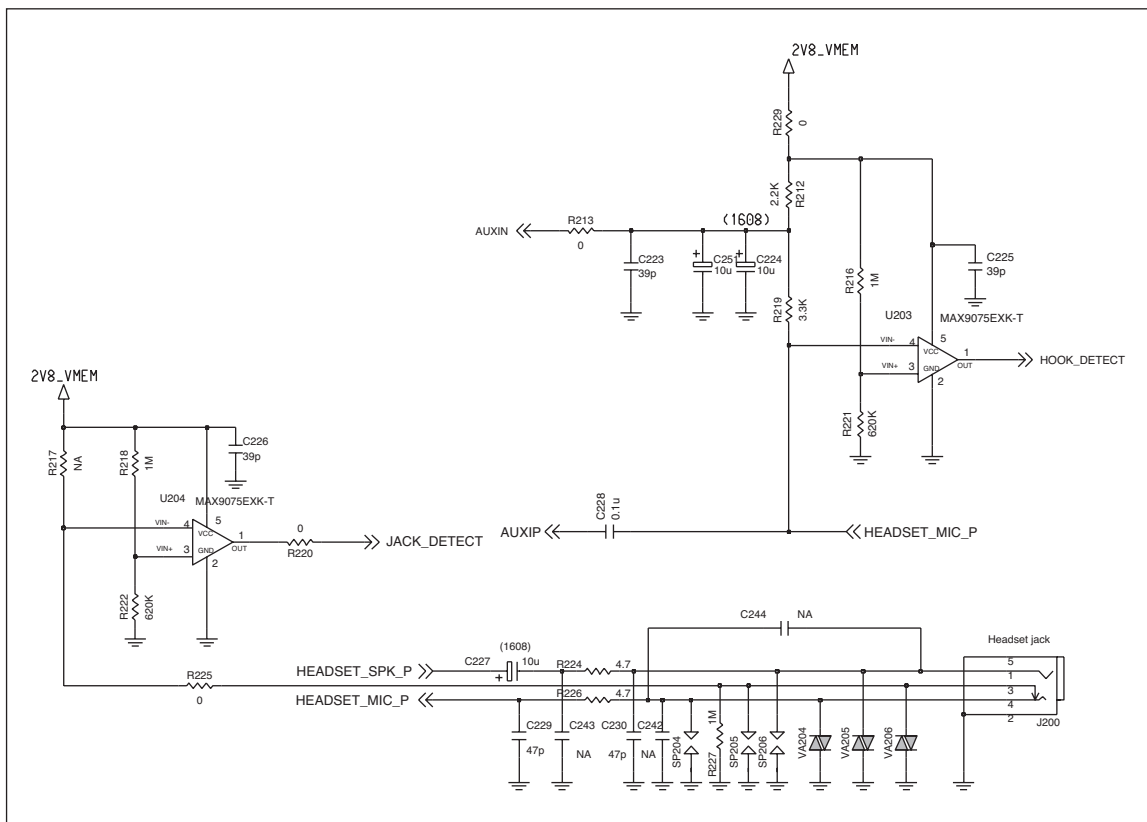 2V8_VMEM
R229
0
2.2K
R212
(1608)
AUXIN
R213
0
C223
39p
+
C251
10u
+
C224
10u
R219
3.3K
R216
1M
C225
39p
U203
MAX9075EXK-T
VIN-
4
5
VCC
1
OUT
VIN+
3
GND
2
HOOK_DETECT
R221
620K
2V8_VMEM
R217
NA
R218
1M
C226
39p
U204
MAX9075EXK-T
VIN-
4
5
VCC
1
OUT
VIN+
3
GND
2
0
R220
JACK_DETECT
R222
620K
AUXIP
C228
0.1u
HEADSET_MIC_P
C244
NA
Headset jack
(1608)
HEADSET_SPK_P
C227
+
10u
R224
4.7
R225
0
HEADSET_MIC_P
R226
4.7
5
1
3
4
2
J200
C229
47p
C243
NA
C230
47p
C242
NA
SP204
R227
1M
SP205
SP206
VA204
VA205
VA206